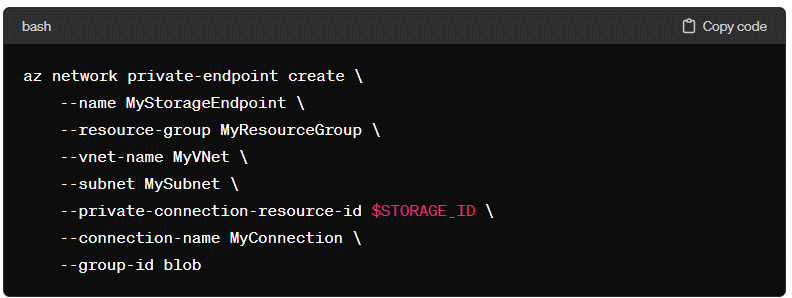 bash
Copy code
az network private-endpoint create \
--name MyStorageEndpoint \
--resource-group MyResourceGroup \
--vnet-name MyVNet \
--subnet MySubnet \
--private-connection-resource-id $STORAGE_ID \
--connection-name MyConnection \
--group-id blob